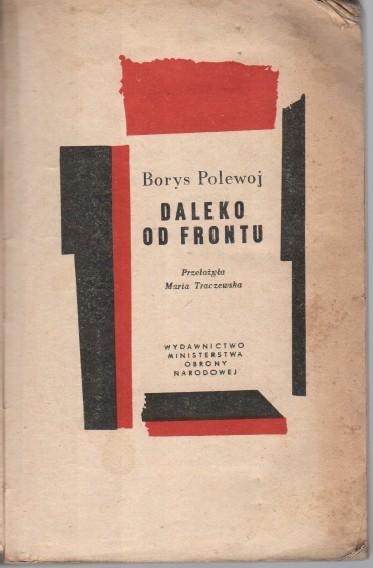 Borys Polewoj
DALEKO
OD FRONTU
Przełożyła
Maria Traczewska
WYDAWNICTWO
MINISTERSTWA
OBRONY
NARODOWEJ